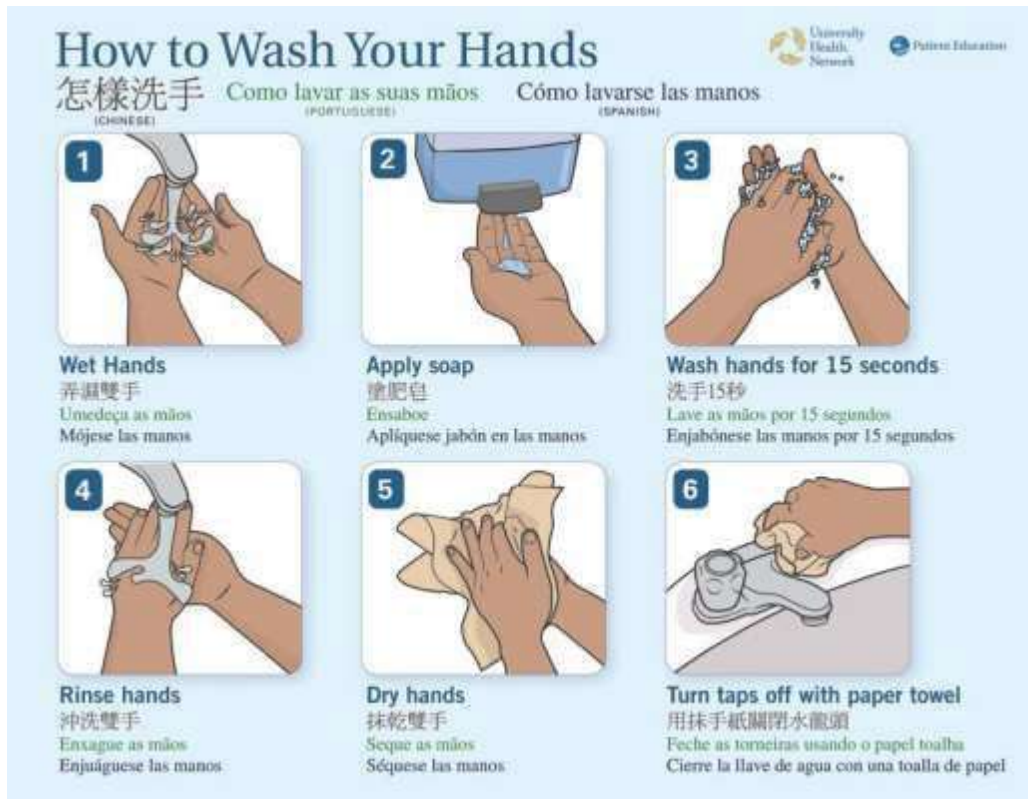 How to Wash Your Hands
University
Health
Network
Patient Education
怎樣洗手 Como lavar as suas mãos Cómo lavarse las manos
(CHINESE) (PORTUGUESE) (SPANISH)
1
2
3
Wet Hands
弄濕雙手
Umedeça as mãos
Mójese las manos
Apply soap
塗肥皂
Ensaboe
Aplíquese jabón en las manos
Wash hands for 15 seconds
洗手15秒
Lave as mãos por 15 segundos
Enjabónese las manos por 15 segundos
4
5
6
Rinse hands
沖洗雙手
Enxague as mãos
Enjuáguese las manos
Dry hands
抹乾雙手
Seque as mãos
Séquese las manos
Turn taps off with paper towel
用抹手紙關閉水龍頭
Feche as torneiras usando o papel toalha
Cierre la llave de agua con una toalla de papel